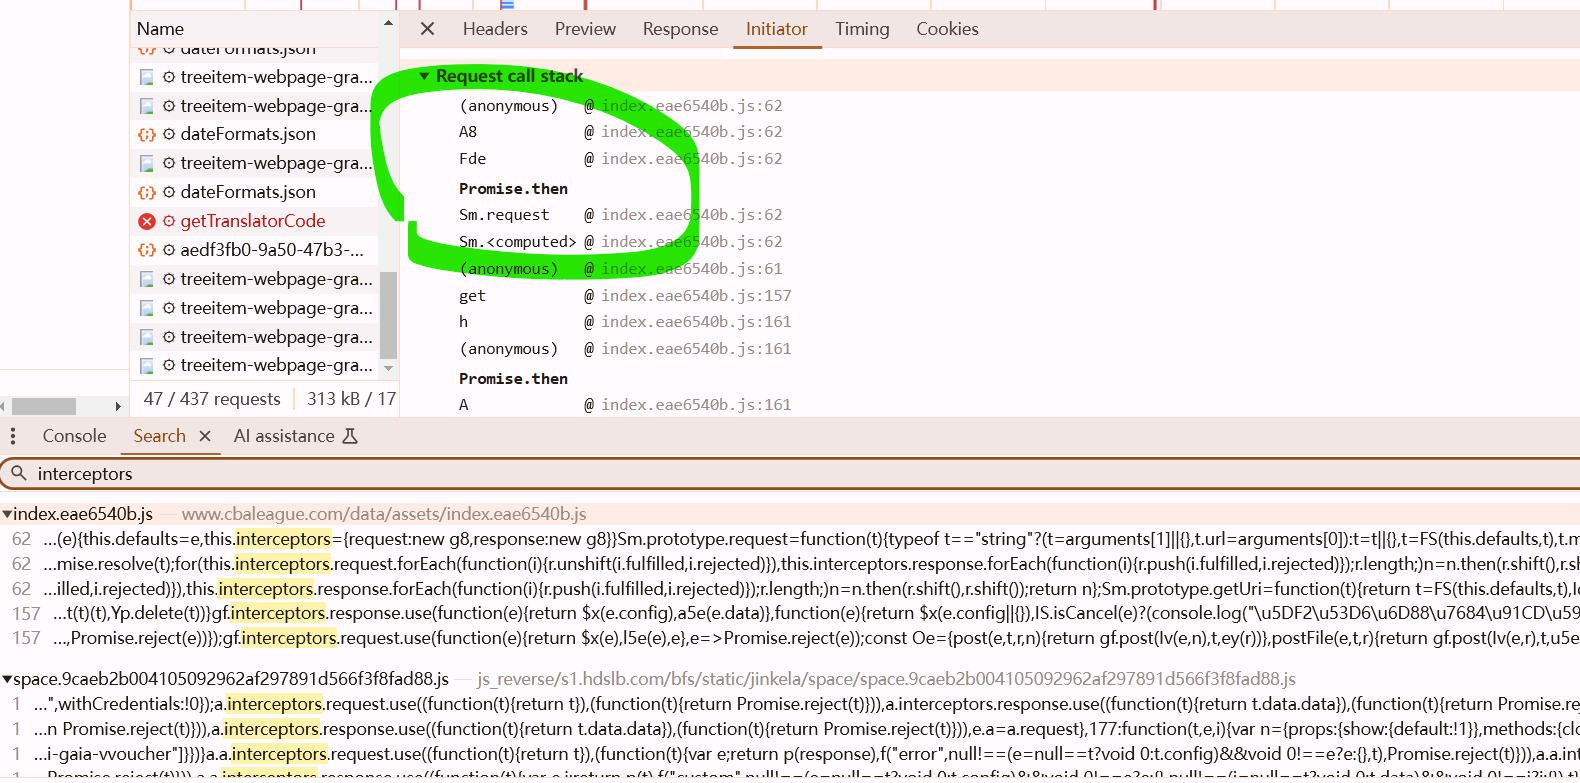 Name
Headers Preview Response Initiator Timing Cookies
dateFormats.json
treeitem-webpage-gra...
treeitem-webpage-gra...
dateFormats.json
treeitem-webpage-gra...
dateFormats.json
getTranslatorCode
aedf3fb0-9a50-47b3-...
treeitem-webpage-gra...
treeitem-webpage-gra...
treeitem-webpage-gra...
treeitem-webpage-gra...
47 / 437 requests 313 kB / 17
Request call stack
(anonymous) @ index.eae6540b.js:62
A8 @ index.eae6540b.js:62
Fde @ index.eae6540b.js:62
Promise.then
Sm.request @ index.eae6540b.js:62
Sm.<computed> @ index.eae6540b.js:62
(anonymous) @ index.eae6540b.js:61
get @ index.eae6540b.js:157
h @ index.eae6540b.js:161
(anonymous) @ index.eae6540b.js:161
Promise.then
A @ index.eae6540b.js:161
Console Search AI assistance
interceptors
index.eae6540b.js — www.cbaleague.com/data/assets/index.eae6540b.js
62 ...(e){this.defaults=e,this.interceptors={request:new g8,response:new g8}}Sm.prototype.request=function(t){typeof t=="string"?(t=arguments[1]||{},t.url=arguments[0]):t=t||{},t=FS(this.defaults,t),t.m
62 ...mise.resolve(t);for(this.interceptors.request.forEach(function(i){r.unshift(i.fulfilled,i.rejected)}),this.interceptors.response.forEach(function(i){r.push(i.fulfilled,i.rejected)});r.length;)n=n.then(r.shift(),r.sh
62 ...illed,i.rejected)}),this.interceptors.response.forEach(function(i){r.push(i.fulfilled,i.rejected)});r.length;)n=n.then(r.shift(),r.shift());return n};Sm.prototype.getUri=function(t){return t=FS(this.defaults,t),
157 ...t(t)(t),Yp.delete(t))}gf.interceptors.response.use(function(e){return $x(e.config),a5e(e.data)},function(e){return $x(e.config||{}),IS.isCancel(e)?(console.log("\u5DF2\u53D6\u6D88\u7684\u91CD\u59
157 ...,Promise.reject(e))});gf.interceptors.request.use(function(e){return $x(e),l5e(e),e},e=>Promise.reject(e));const Oe={post(e,t,r,n){return gf.post(Iv(e,n),t,ey(r))},postFile(e,t,r){return gf.post(Iv(e,r),t,u5e
space.9caeb2b004105092962af297891d566f3f8fad88.js — js_reverse/s1.hdslb.com/bfs/static/jinkela/space/space.9caeb2b004105092962af297891d566f3f8fad88.js
1 ...",withCredentials:!0});a.interceptors.request.use((function(t){return t}),(function(t){return Promise.reject(t)})),a.interceptors.response.use((function(t){return t.data.data}),(function(t){return Promise.rej
1 ...n Promise.reject(t)})),a.interceptors.response.use((function(t){return t.data.data}),(function(t){return Promise.reject(t)})),e.a=a.request},177:function(t,e,i){var n={props:{show:{default:!1}},methods:{clo
1 ...i-gaia-vvoucher"]}})}a.a.interceptors.request.use((function(t){return t}),(function(t){var e;return p(response),f("error",null!==(e=null==t?void 0:t.config)&&void 0!==e?e:{},t),Promise.reject(t)})),a.a.in